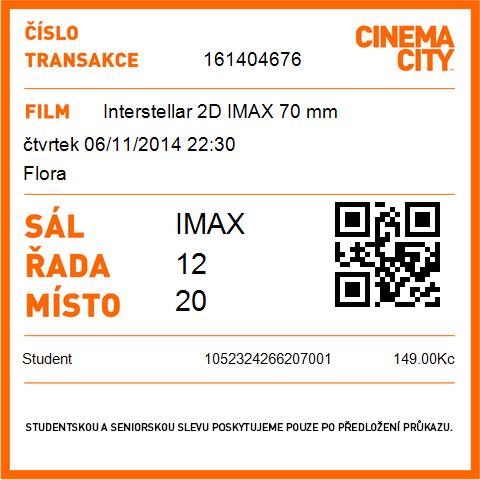 ČÍSLO
TRANSAKCE 161404676
CINEMA
CITY™
FILM Interstellar 2D IMAX 70 mm
čtvrtek 06/11/2014 22:30
Flora
SÁL IMAX
ŘADA 12
MÍSTO 20
Student 1052324266207001 149.00Kc
STUDENTSKOU A SENIORSKOU SLEVU POSKYTUJEME POUZE PO PŘEDLOŽENÍ PRŮKAZU.